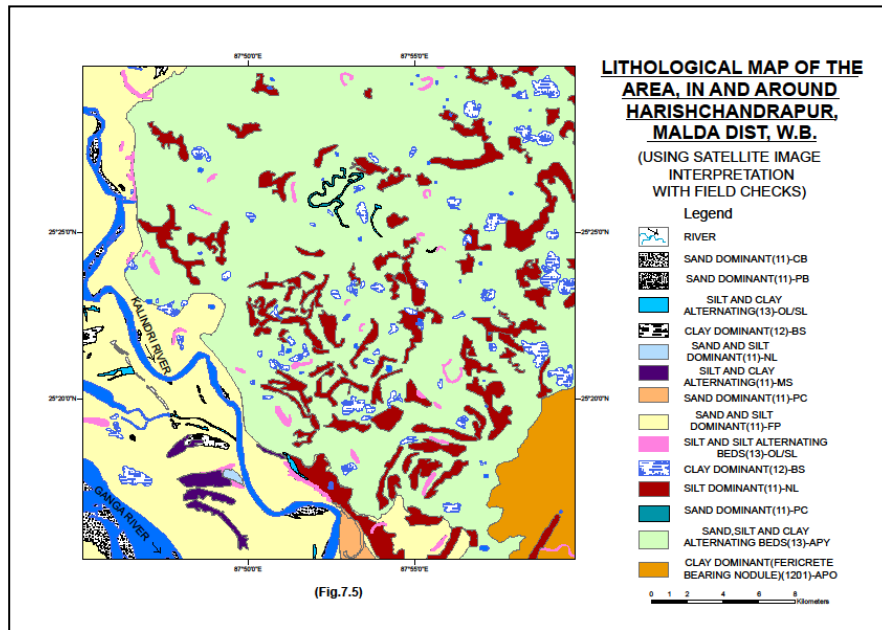 87°50'0"E 87°55'0"E
LITHOLOGICAL MAP OF THE
AREA, IN AND AROUND
HARISHCHANDRAPUR,
MALDA DIST, W.B.
(USING SATELLITE IMAGE
INTERPRETATION
WITH FIELD CHECKS)
Legend
RIVER
SAND DOMINANT(11)-CB
SAND DOMINANT(11)-PB
SILT AND CLAY
ALTERNATING(13)-OL/SL
CLAY DOMINANT(12)-BS
SAND AND SILT
DOMINANT(11)-NL
SILT AND CLAY
ALTERNATING(11)-MS
SAND DOMINANT(11)-PC
SAND AND SILT
DOMINANT(11)-FP
SILT AND SILT ALTERNATING
BEDS(13)-OL/SL
CLAY DOMINANT(12)-BS
SILT DOMINANT(11)-NL
SAND DOMINANT(11)-PC
SAND,SILT AND CLAY
ALTERNATING BEDS(13)-APY
CLAY DOMINANT(FERICRETE
BEARING NODULE)(1201)-APO
0 1 2 4 6 8
Kilometers
25°25'0"N 25°25'0"N
KALINDRI RIVER
25°20'0"N 25°20'0"N
GANGA RIVER
87°50'0"E 87°55'0"E
(Fig.7.5)